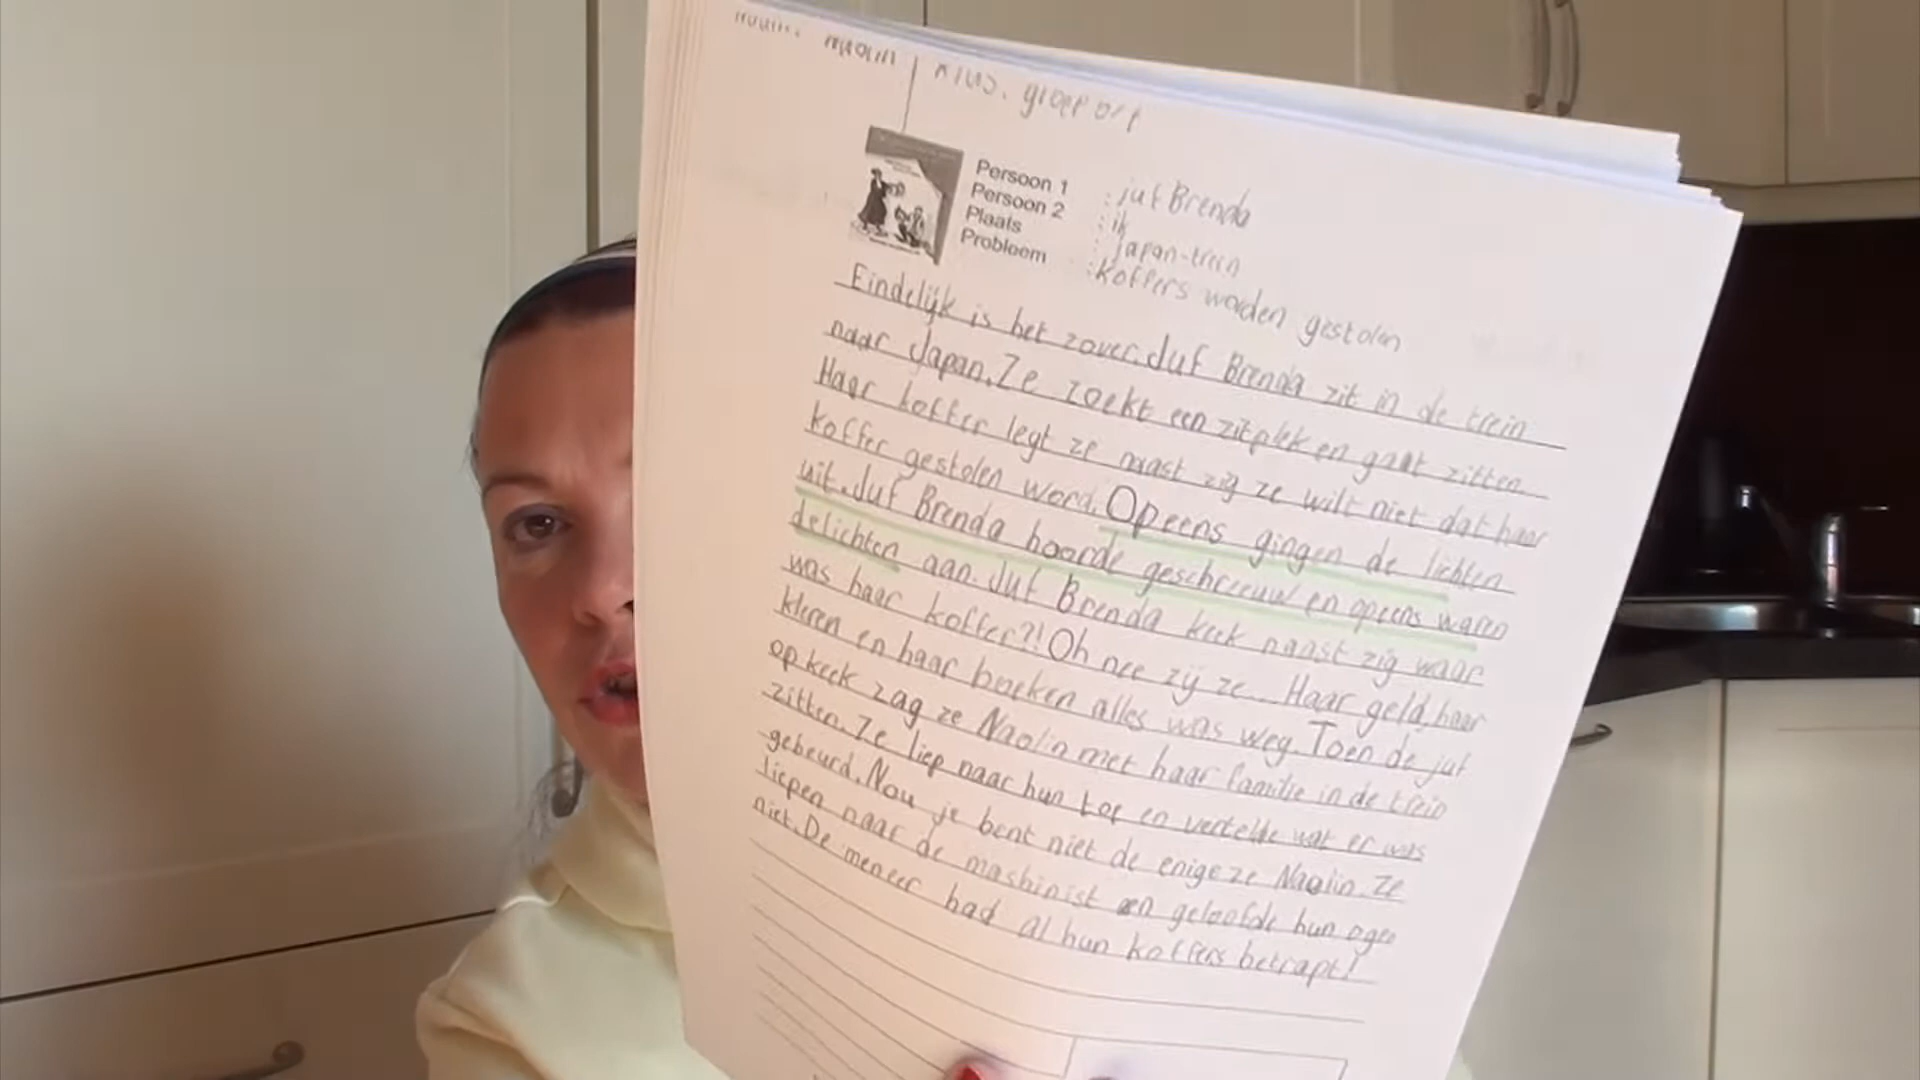 naam: naolin klas. groep 
Persoon 1 : juf Brenda
Persoon 2 : ik
Plaats : japan-trein
Probleem : koffers worden gestolen
Eindelijk is het zover. Juf Brenda zit in de trein
naar Japan. Ze zoekt een zitplek en gaat zitten.
Haar koffer legt ze naast zig ze wilt niet dat haar
koffer gestolen word. Opeens gingen de lichten
uit. Juf Brenda hoorde geschreeuw en opeens waren
de lichten aan. Juf Brenda keek naast zig waar
was haar koffer?! Oh nee zij ze. Haar geld, haar
kleren en haar boeken alles was weg. Toen de juf
op keek zag ze Naolin met haar familie in de trein
zitten. Ze liep naar hun toe en vertelde wat er was
gebeurd. Nou je bent niet de enige ze Naolin. Ze
liepen naar de mashinist en geloofde hun ogen
niet. De meneer had al hun koffers betrapt!